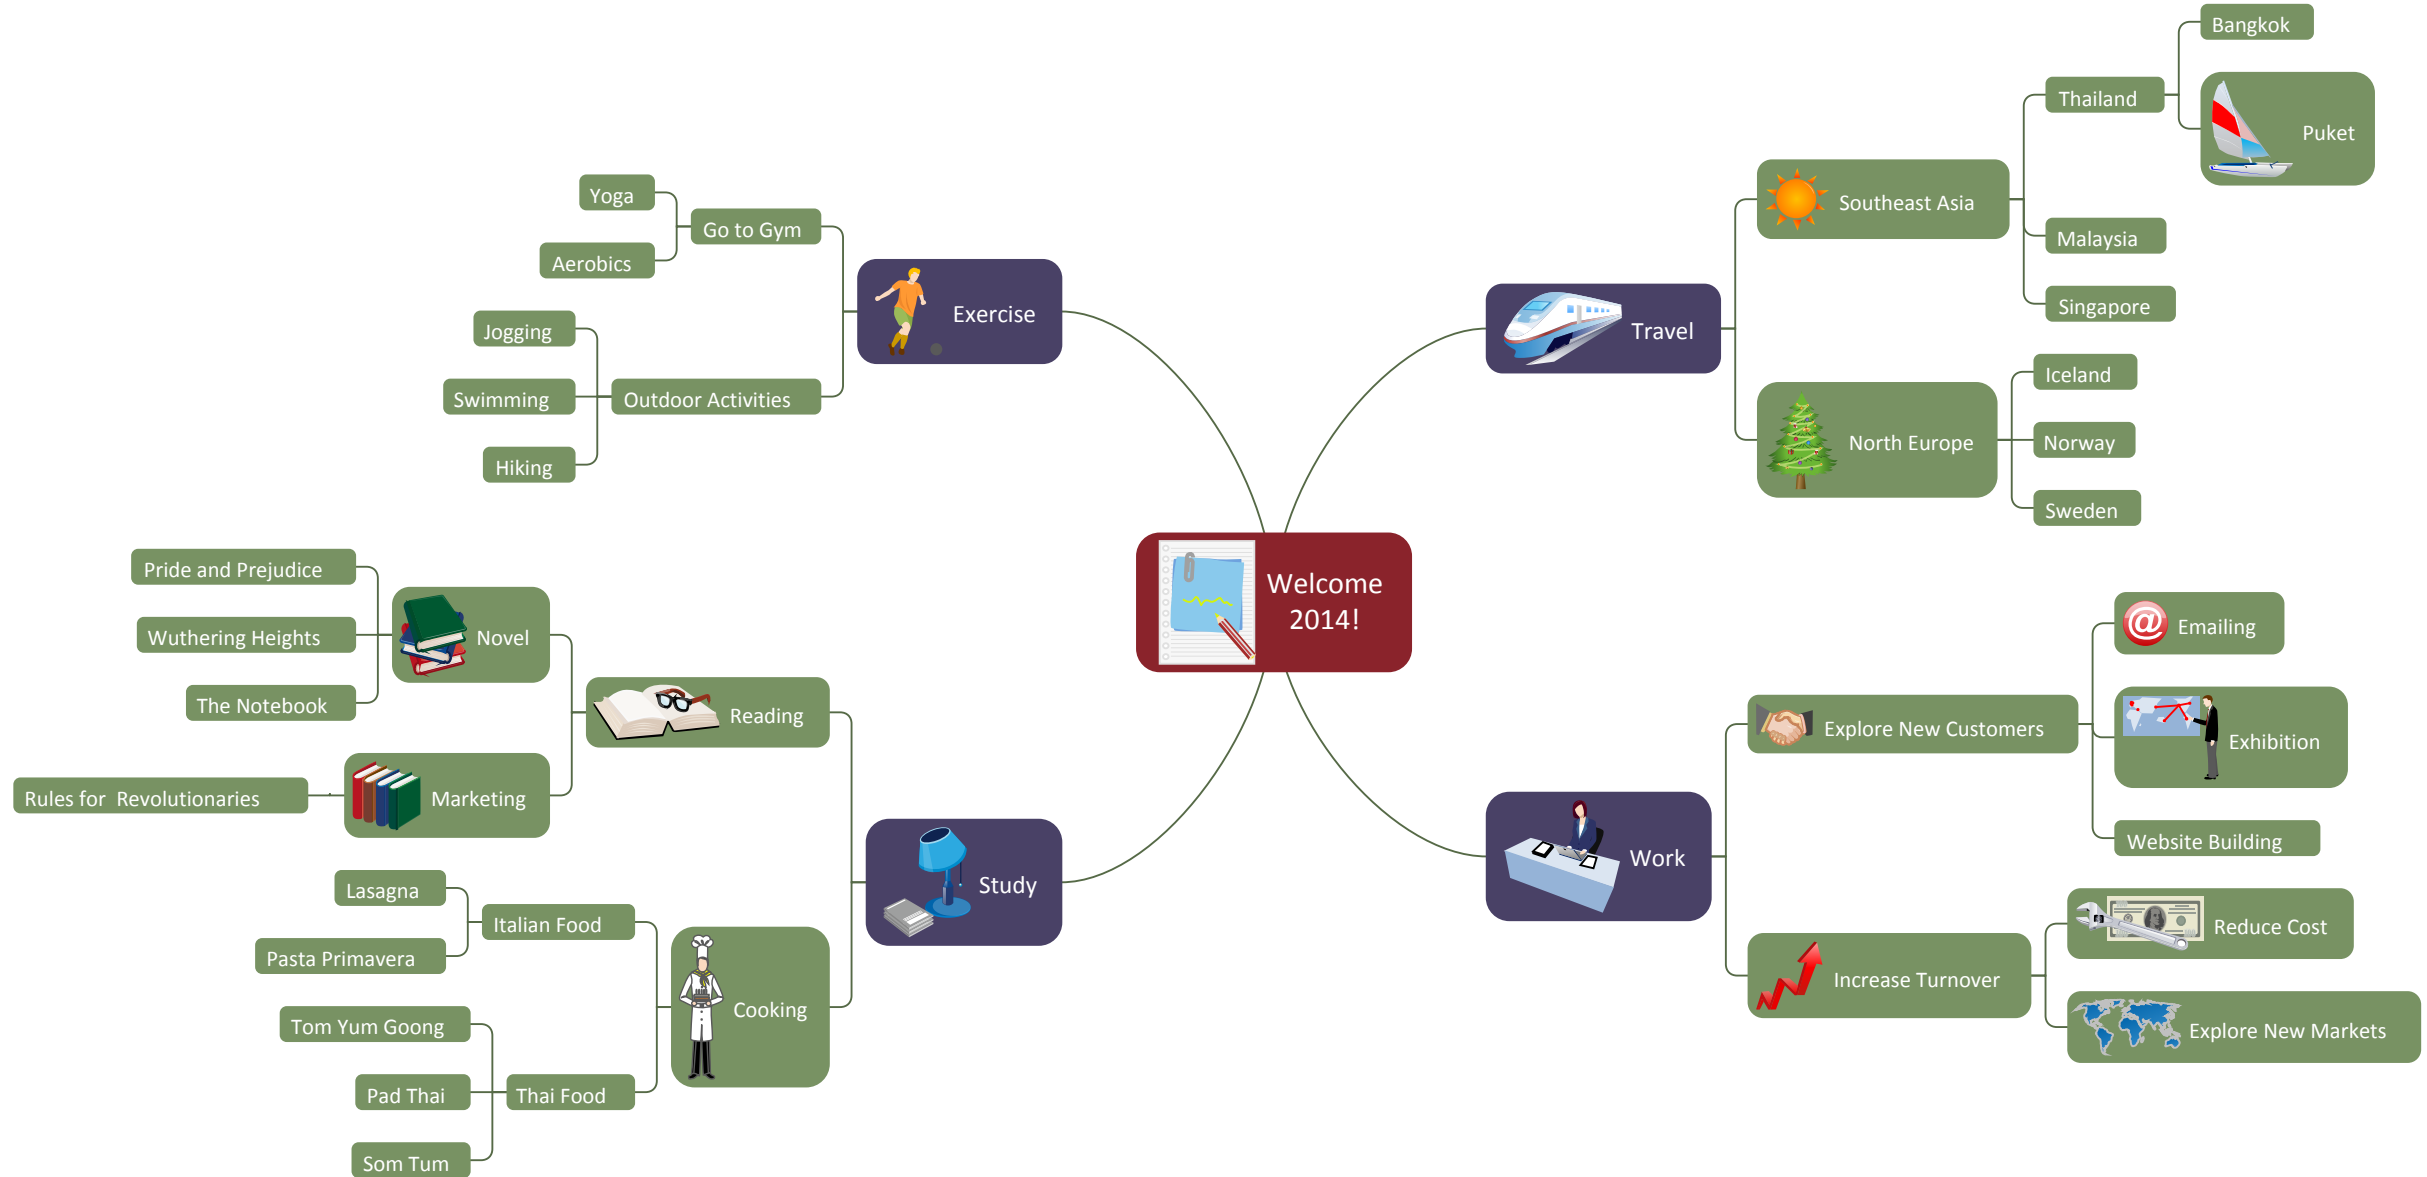 Welcome
2014!
Travel
Southeast Asia
Thailand
Bangkok
Puket
Malaysia
Singapore
North Europe
Iceland
Norway
Sweden
Work
Explore New Customers
@
Emailing
Exhibition
Website Building
Increase Turnover
Reduce Cost
Explore New Markets
Exercise
Go to Gym
Yoga
Aerobics
Outdoor Activities
Jogging
Swimming
Hiking
Study
Reading
Novel
Pride and Prejudice
Wuthering Heights
The Notebook
Marketing
Rules for  Revolutionaries
Cooking
Italian Food
Lasagna
Pasta Primavera
Thai Food
Tom Yum Goong
Pad Thai
Som Tum